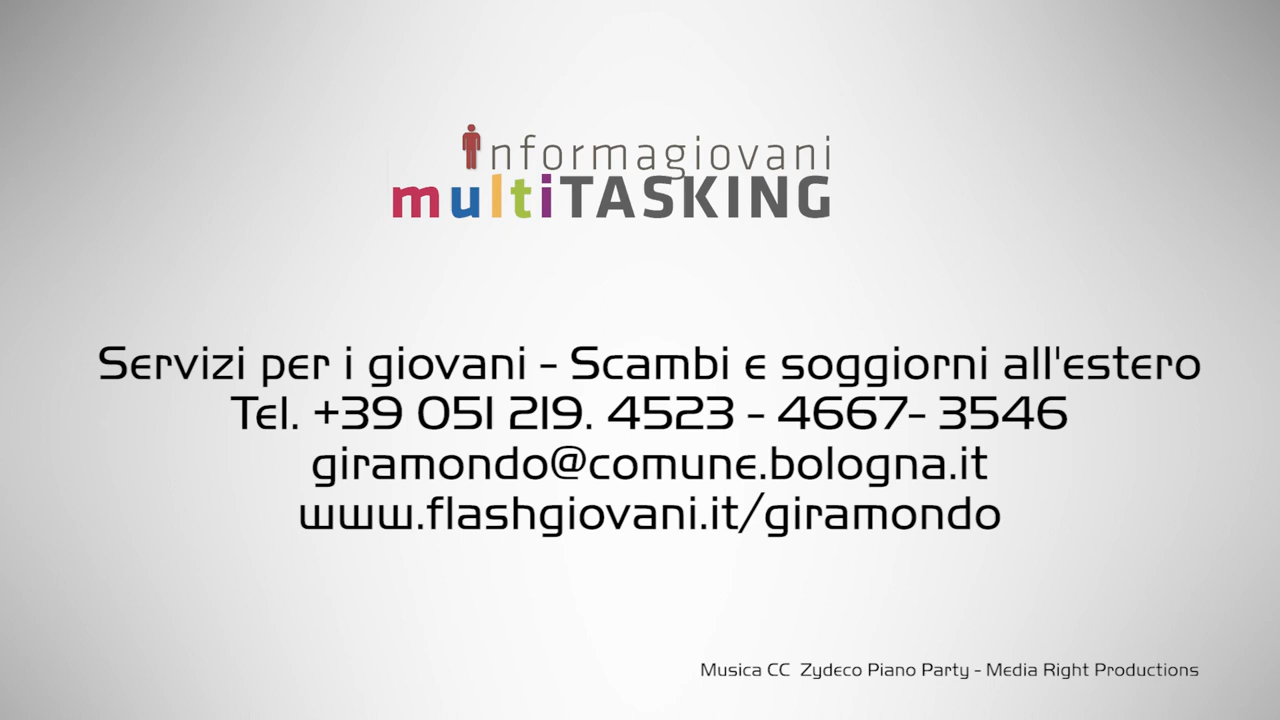 informagiovani
multiTASKING
Servizi per i giovani - Scambi e soggiorni all'estero
Tel. +39 051 219. 4523 - 4667- 3546
giramondo@comune.bologna.it
www.flashgiovani.it/giramondo
Musica CC  Zydeco Piano Party - Media Right Productions